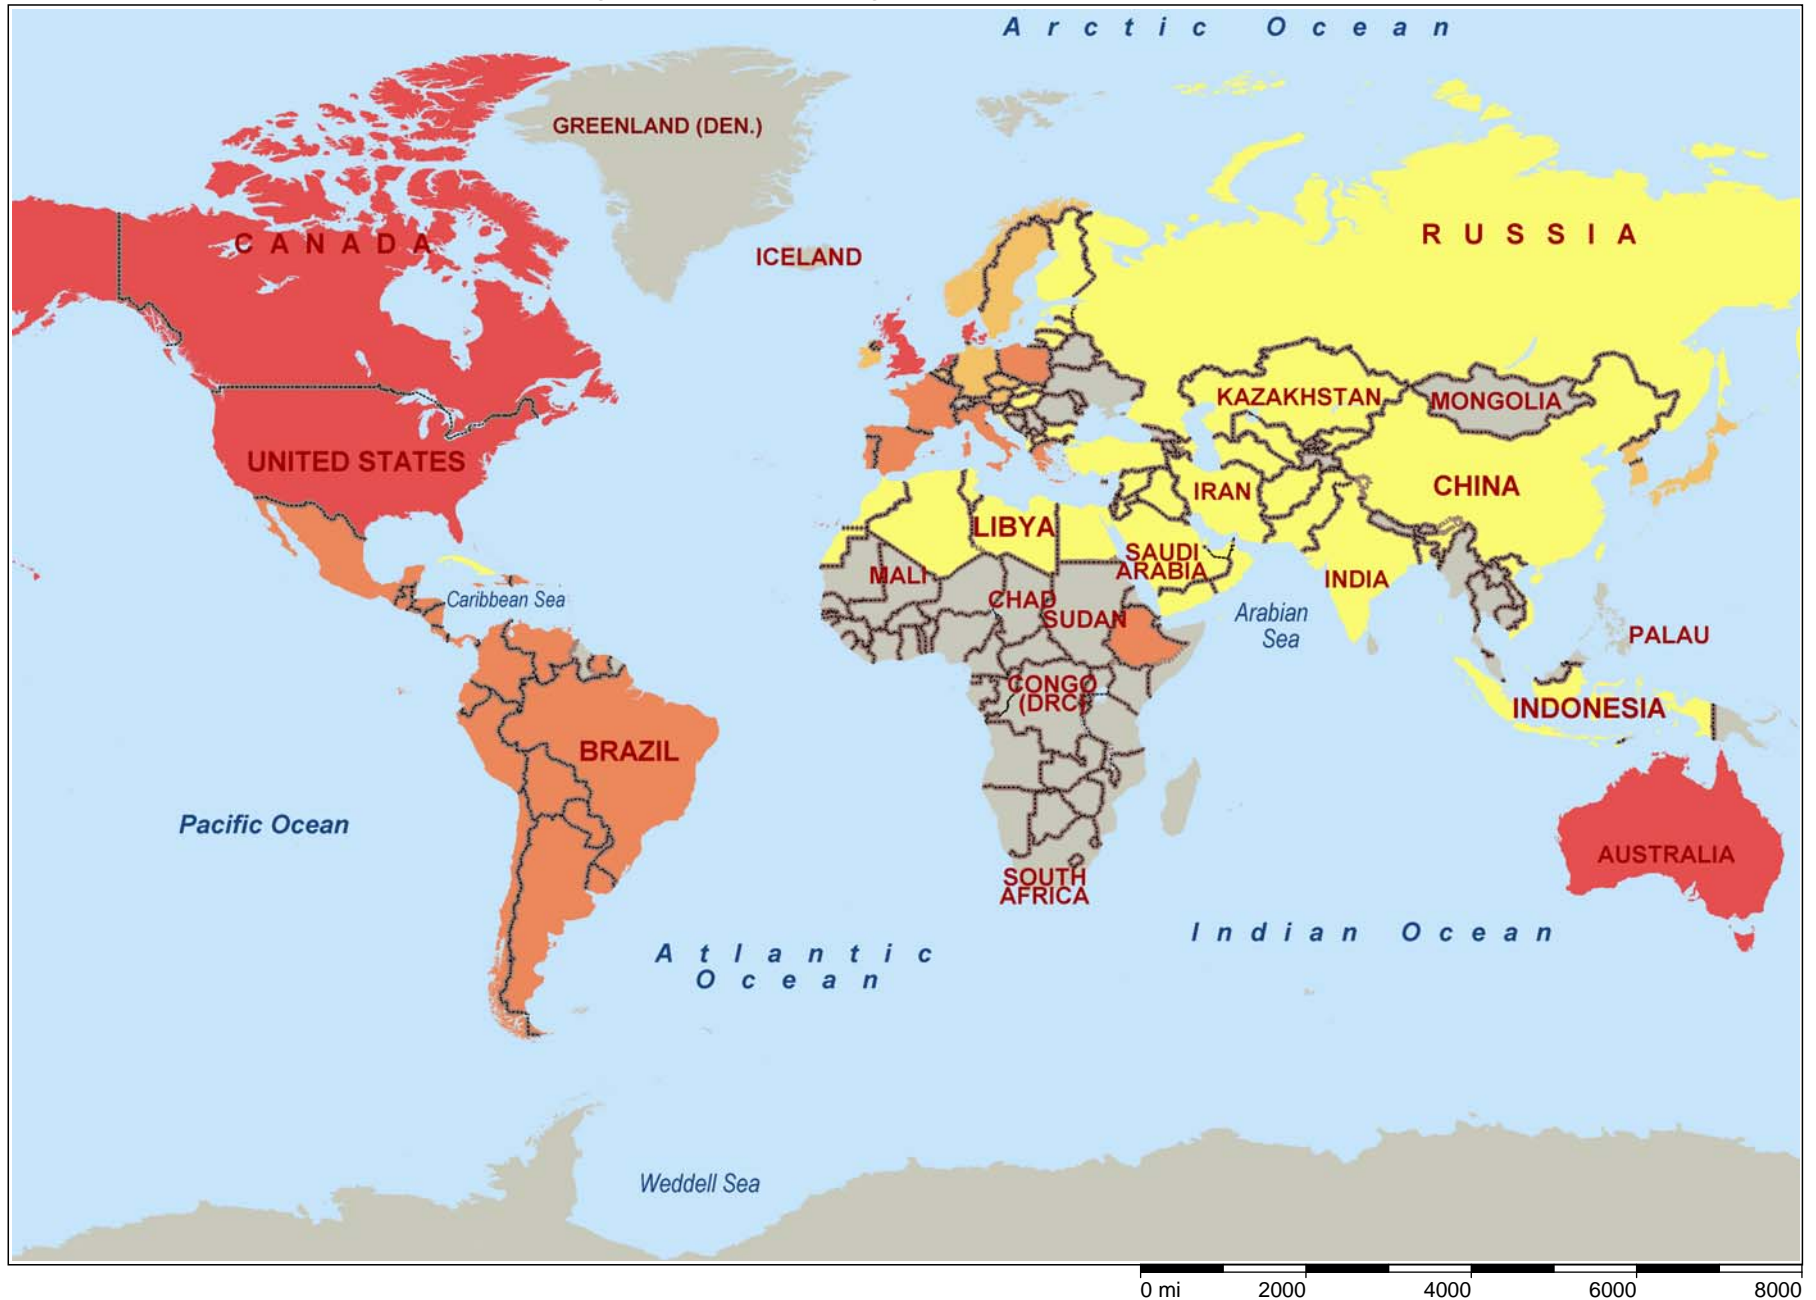 Arctic Ocean
GREENLAND (DEN.)
CANADA
RUSSIA
ICELAND
KAZAKHSTAN
MONGOLIA
UNITED STATES
CHINA
IRAN
LIBYA
SAUDI
ARABIA
INDIA
MALI
CHAD
SUDAN
Caribbean Sea
Arabian
Sea
PALAU
CONGO
(DRC)
INDONESIA
BRAZIL
Pacific Ocean
AUSTRALIA
SOUTH
AFRICA
Indian Ocean
Atlantic
Ocean
Weddell Sea
0 mi 2000 4000 6000 8000